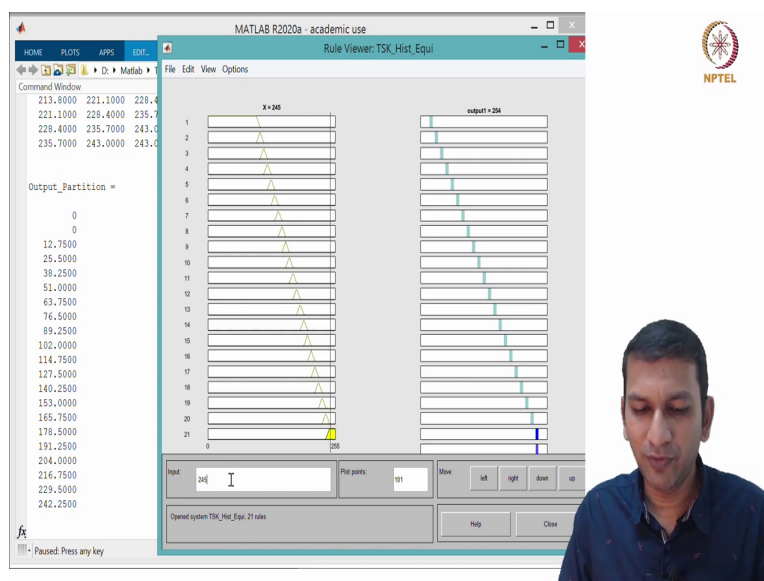 MATLAB R2020a - academic use
HOME PLOTS APPS EDIT...
D: Matlab
Command Window
213.8000 221.1000 228.4
221.1000 228.4000 235.7
228.4000 235.7000 243.0
235.7000 243.0000 243.0
Output_Partition =
0
0
12.7500
25.5000
38.2500
51.0000
63.7500
76.5000
89.2500
102.0000
114.7500
127.5000
140.2500
153.0000
165.7500
178.5000
191.2500
204.0000
216.7500
229.5000
242.2500
fx
Paused: Press any key
Rule Viewer: TSK_Hist_Equi
File Edit View Options
X = 245
output1 = 254
1
2
3
4
5
6
7
8
9
10
11
12
13
14
15
16
17
18
19
20
21
0 255
Input:
245
Plot points:
101
Move:
left right down up
Opened system TSK_Hist_Equi, 21 rules
Help Close
NPTEL